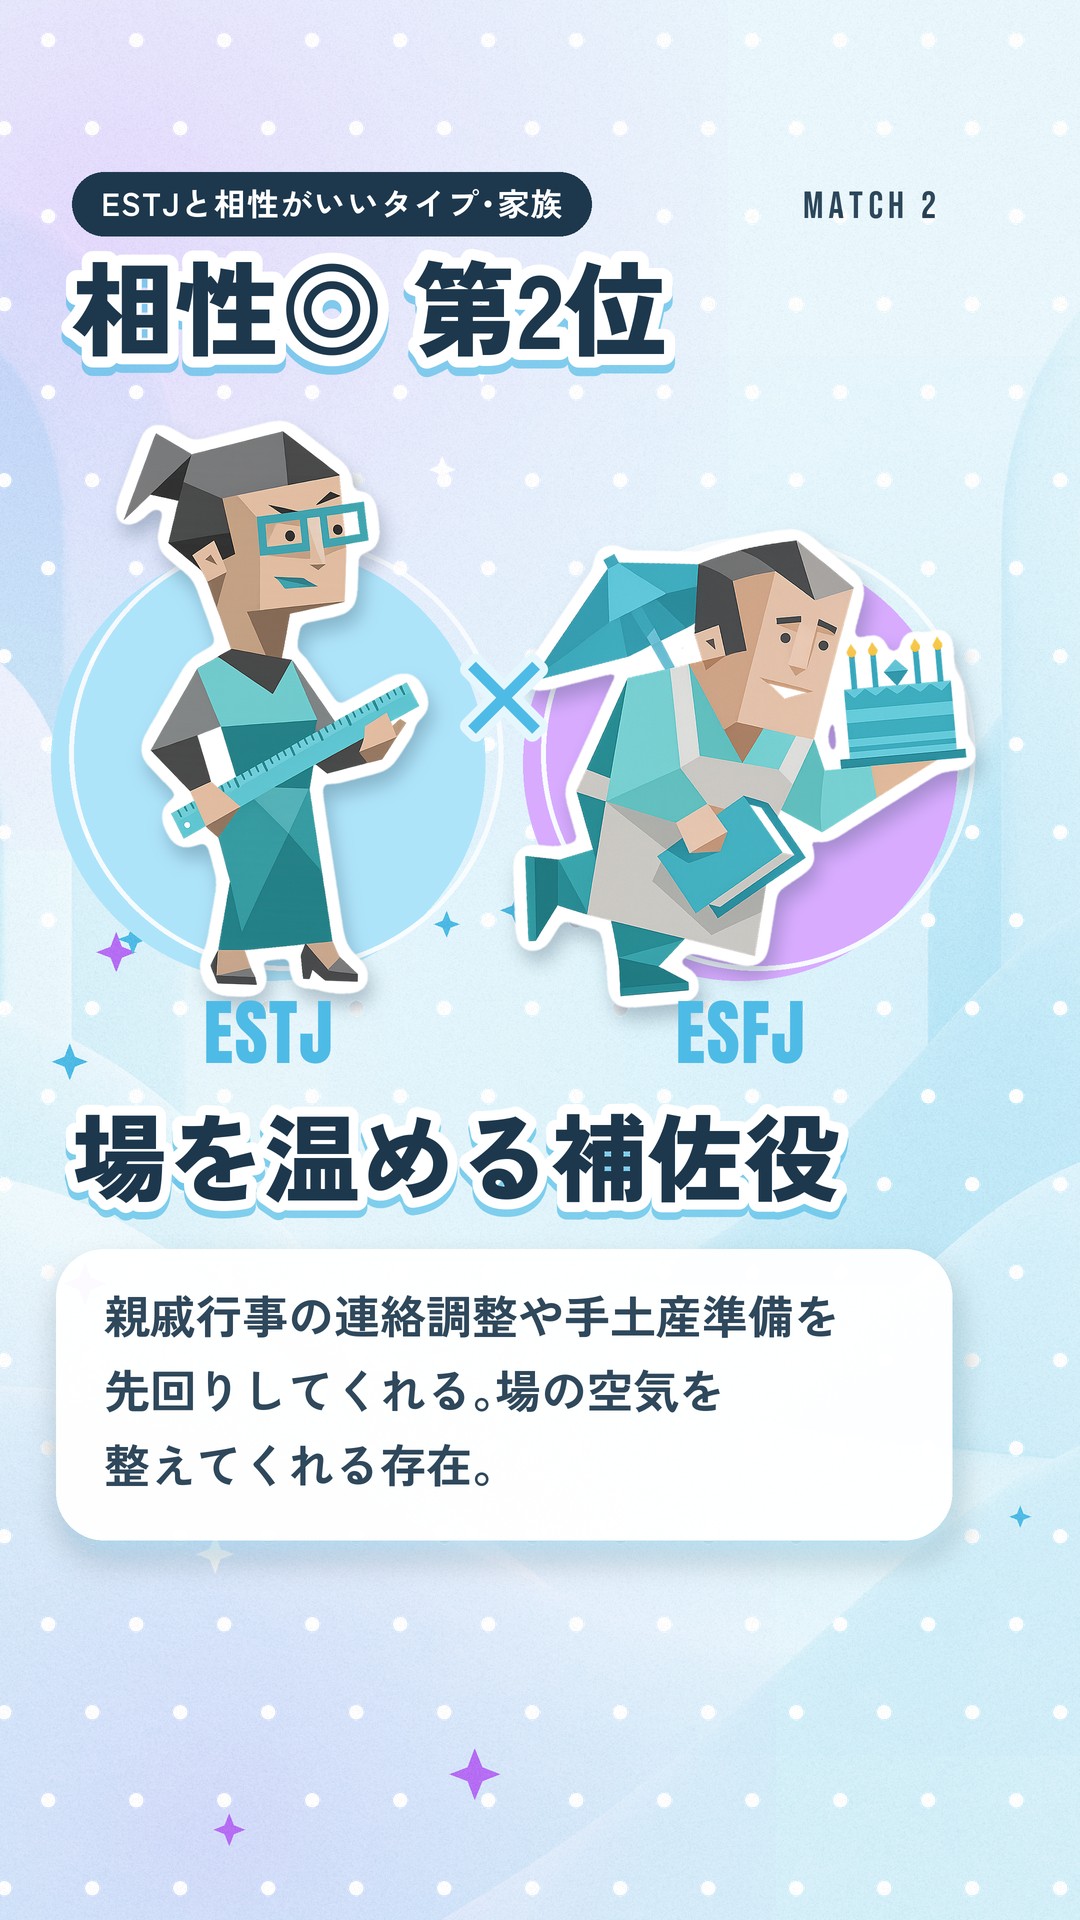 ESTJと相性がいいタイプ・家族
MATCH 2
相性◎ 第2位
ESTJ
ESFJ
場を温める補佐役
親戚行事の連絡調整や手土産準備を
先回りしてくれる。場の空気を
整えてくれる存在。